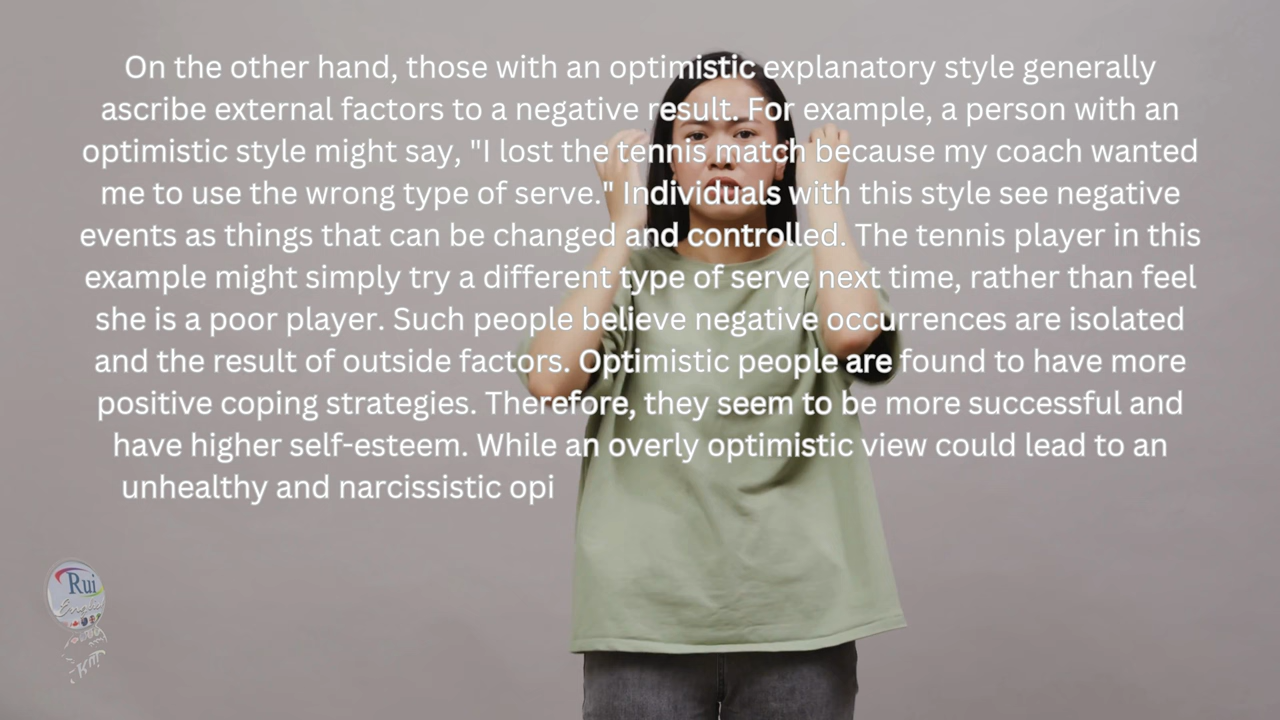 On the other hand, those with an optimistic explanatory style generally
ascribe external factors to a negative result. For example, a person with an
optimistic style might say, "I lost the tennis match because my coach wanted
me to use the wrong type of serve." Individuals with this style see negative
events as things that can be changed and controlled. The tennis player in this
example might simply try a different type of serve next time, rather than feel
she is a poor player. Such people believe negative occurrences are isolated
and the result of outside factors. Optimistic people are found to have more
positive coping strategies. Therefore, they seem to be more successful and
have higher self-esteem. While an overly optimistic view could lead to an
unhealthy and narcissistic opi
Rui